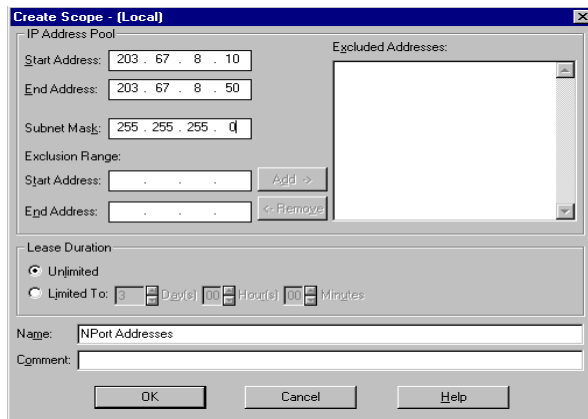 Create Scope - (Local)
IP Address Pool
Excluded Addresses:
Start Address: 203 . 67 . 8 . 10
End Address: 203 . 67 . 8 . 50
Subnet Mask: 255 . 255 . 255 . 0
Exclusion Range:
Start Address: . . . Add ->
End Address: . . . <- Remove
Lease Duration
Unlimited
Limited To: 3 Day(s) 00 Hour(s) 00 Minutes
Name: NPort Addresses
Comment:
OK Cancel Help